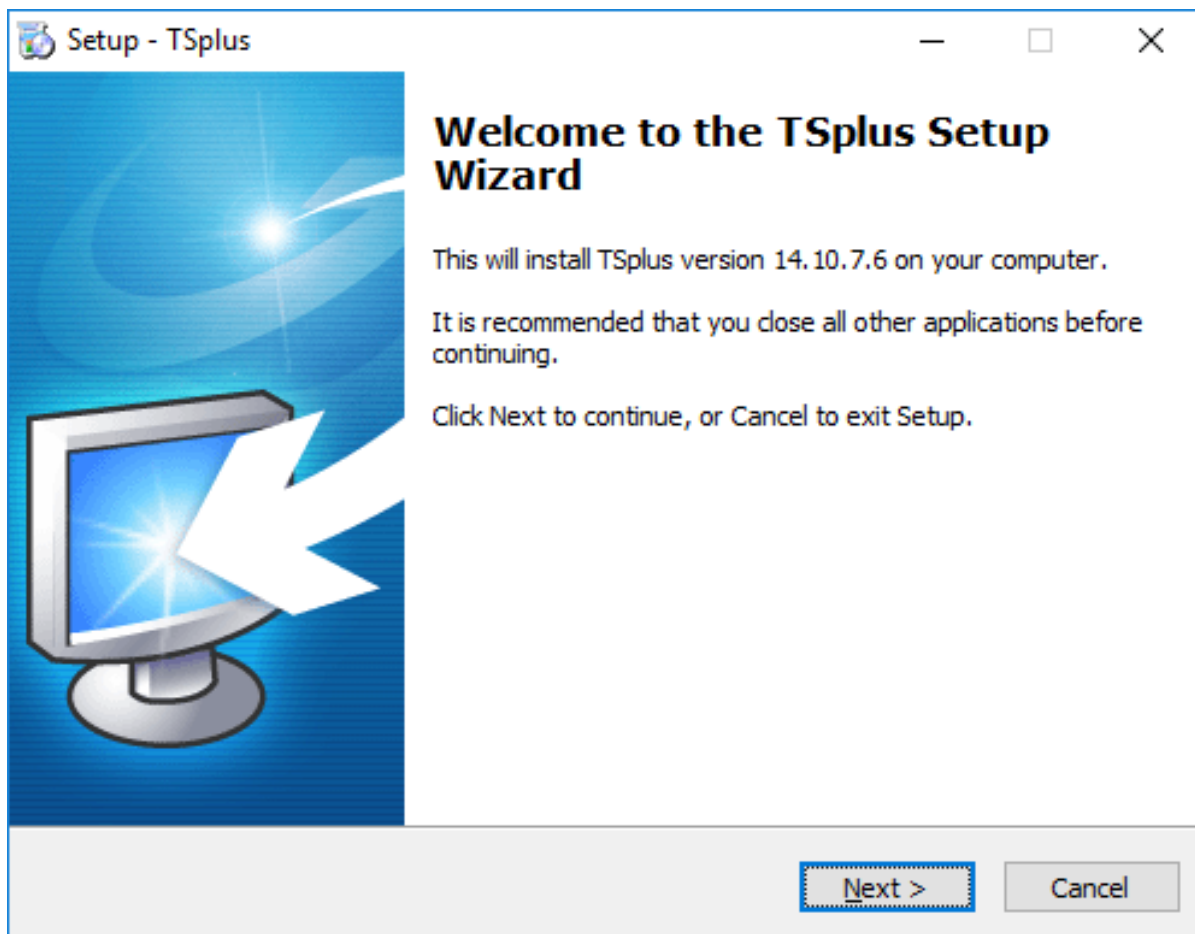 Setup - TSplus
Welcome to the TSplus Setup
Wizard
This will install TSplus version 14.10.7.6 on your computer.
It is recommended that you close all other applications before
continuing.
Click Next to continue, or Cancel to exit Setup.
Next >
Cancel